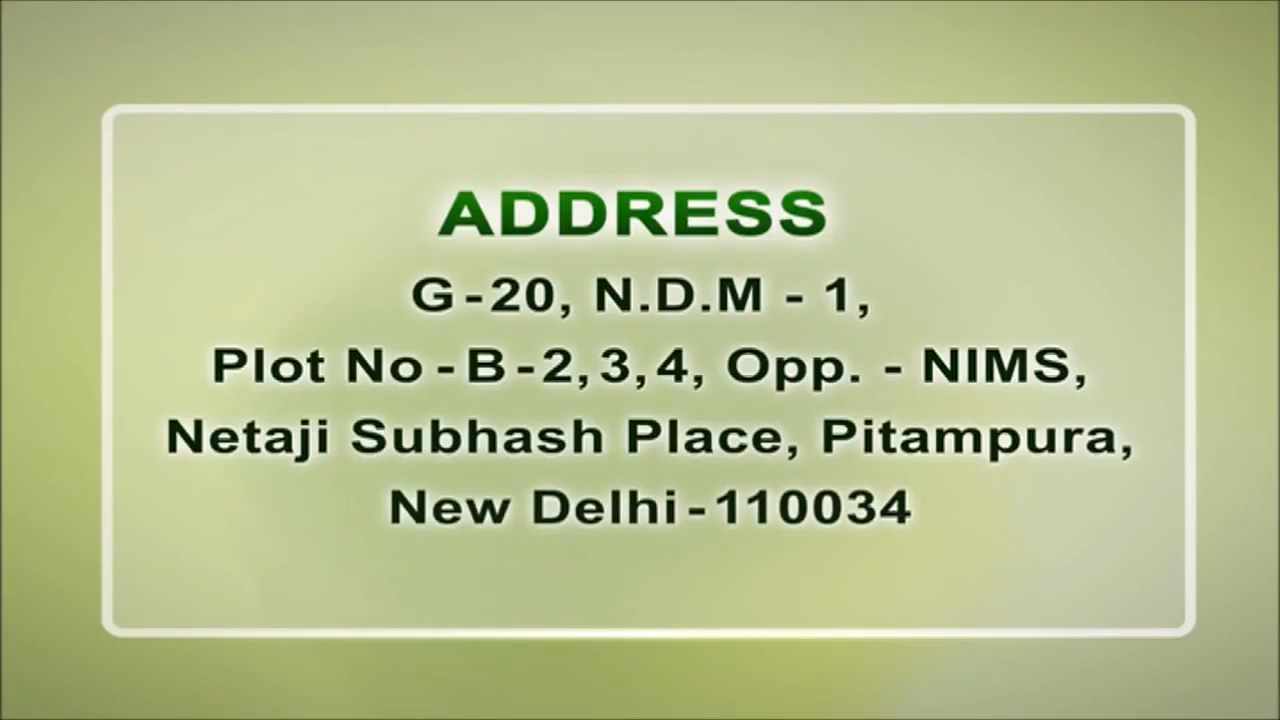 ADDRESS
G-20, N.D.M - 1,
Plot No-B-2,3,4, Opp. - NIMS,
Netaji Subhash Place, Pitampura,
New Delhi-110034